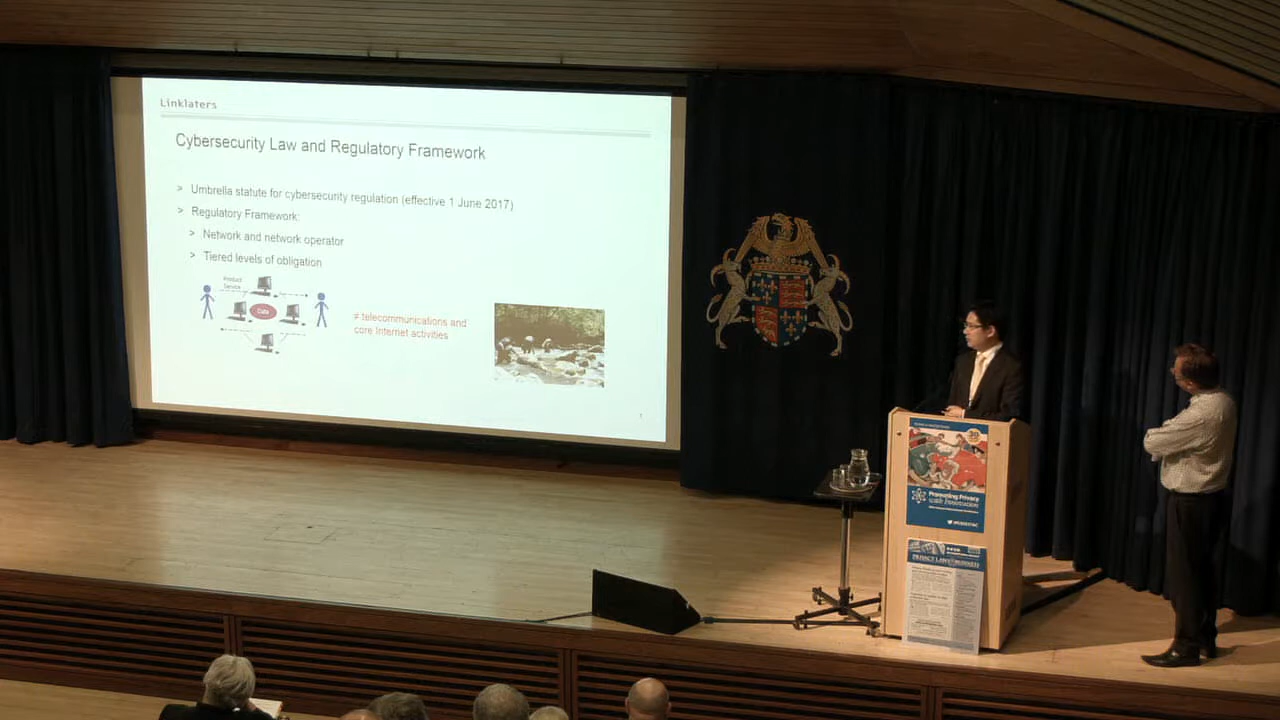 Linklaters
Cybersecurity Law and Regulatory Framework
> Umbrella statute for cybersecurity regulation (effective 1 June 2017)
> Regulatory Framework:
> Network and network operator
> Tiered levels of obligation
Product
Service
Data
≠ telecommunications and
core Internet activities
Promoting Privacy
with Innovation
PRIVACY LAWS & BUSINESS